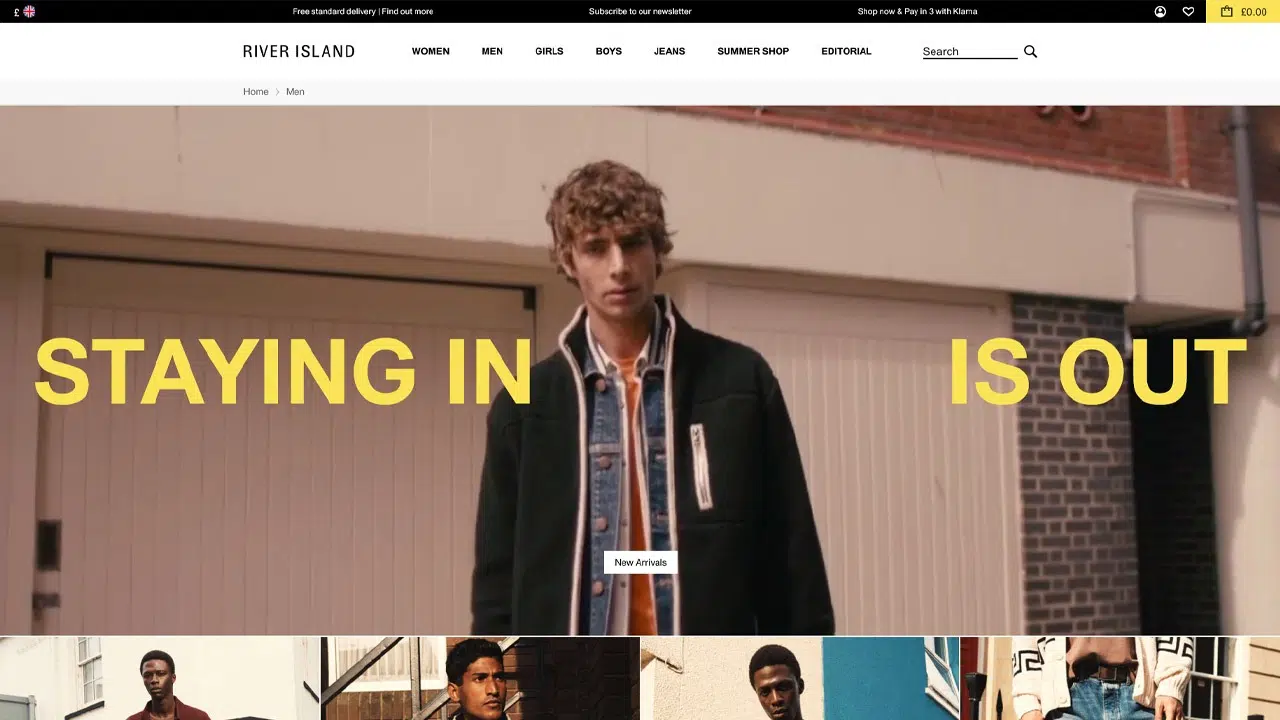 £
Free standard delivery | Find out more
Subscribe to our newsletter
Shop now & Pay in 3 with Klarna
£0.00
RIVER ISLAND
WOMEN
MEN
GIRLS
BOYS
JEANS
SUMMER SHOP
EDITORIAL
Search
Home > Men
STAYING IN IS OUT
New Arrivals